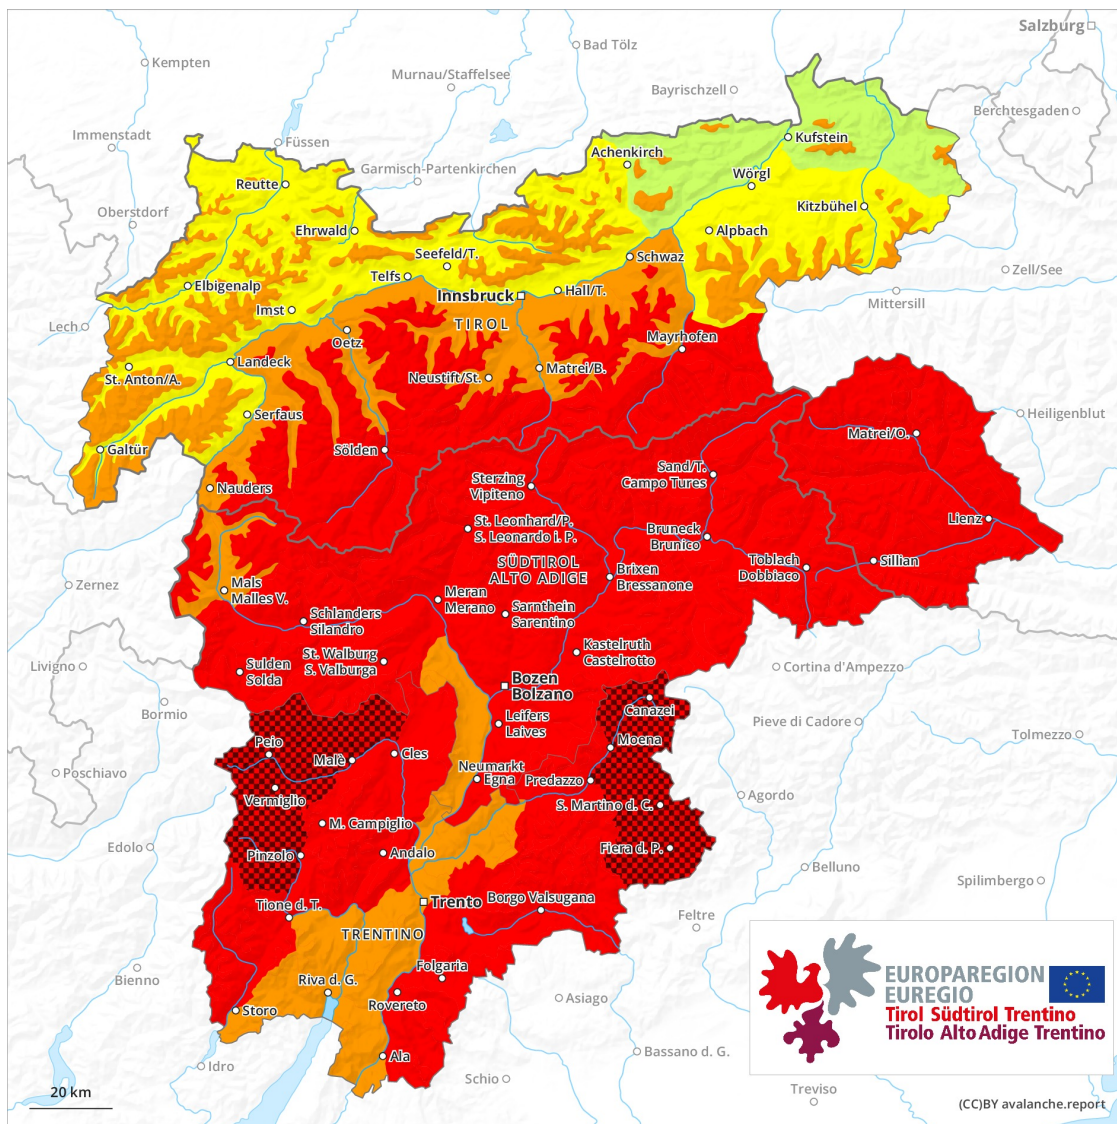 Salzburg
Bad Tölz
Kempten
Murnau/Staffelsee
Bayrischzell
Berchtesgaden
Immenstadt
Füssen
Kufstein
Achenkirch
Garmisch-Partenkirchen
Wörgl
Reutte
Oberstdorf
Kitzbühel
Ehrwald
Alpbach
Seefeld/T.
Schwaz
Telfs
Zell/See
Elbigenalp
Innsbruck
Hall/T.
Mittersill
Imst
TIROL
Lech
Oetz
Mayrhofen
Landeck
Matrei/B.
St. Anton/A.
Neustift/St.
Serfaus
Heiligenblut
Matrei/O.
Galtür
Sölden
Sand/T.
Campo Tures
Sterzing
Vipiteno
Nauders
St. Leonhard/P.
S. Leonardo i. P.
Lienz
Bruneck
Brunico
SÜDTIROL
ALTO ADIGE
Toblach
Dobbiaco
Sillian
Brixen
Bressanone
Zernez
Mals
Malles V.
Meran
Merano
Sarnthein
Sarentino
Schlanders
Silandro
Kastelruth
Castelrotto
St. Walburg
S. Valburga
Livigno
Sulden
Solda
Cortina d'Ampezzo
Bozen
Bolzano
Bormio
Canazei
Leifers
Laives
Pieve di Cadore
Tolmezzo
Peio
Moena
Cles
Malè
Poschiavo
Neumarkt
Egna
Predazzo
Vermiglio
Agordo
S. Martino d. C.
M. Campiglio
Edolo
Pinzolo
Andalo
Fiera d. P.
Belluno
Spilimbergo
Trento
Borgo Valsugana
Tione d. T.
Feltre
TRENTINO
Folgaria
Bienno
Riva d. G.
Rovereto
Asiago
Storo
EUROPAREGION
EUREGIO
Tirol Südtirol Trentino
Tirolo Alto Adige Trentino
Ala
Idro
Bassano d. G.
Schio
Treviso
20 km
(CC)BY avalanche.report